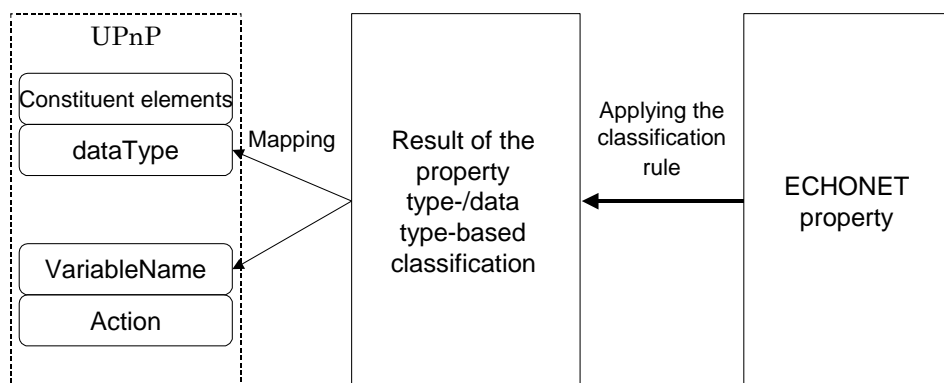 UPnP
Constituent elements
dataType
VariableName
Action
Mapping
Result of the
property
type-/data
type-based
classification
Applying the
classification
rule
ECHONET
property